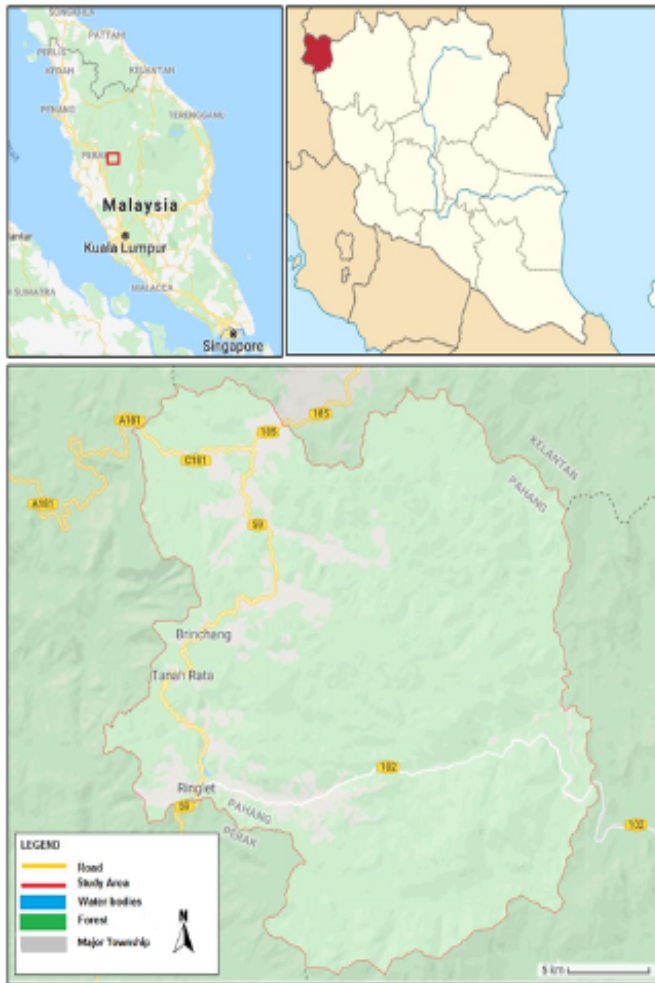 SONGKHLA
PATTANI
PERLIS
KEDAH
KELANTAN
PENANG
TERENGGANU
PERAK
Malaysia
Kuala Lumpur
MALACCA
SUMATRA
Singapore
A181
185
185
C181
A181
59
KELANTAN
PAHANG
Brinchang
Tanah Rata
102
Ringlet
59
PAHANG
PERAK
102
LEGEND
Road
Study Area
Water bodies
Forest
Major Township
N
5 km